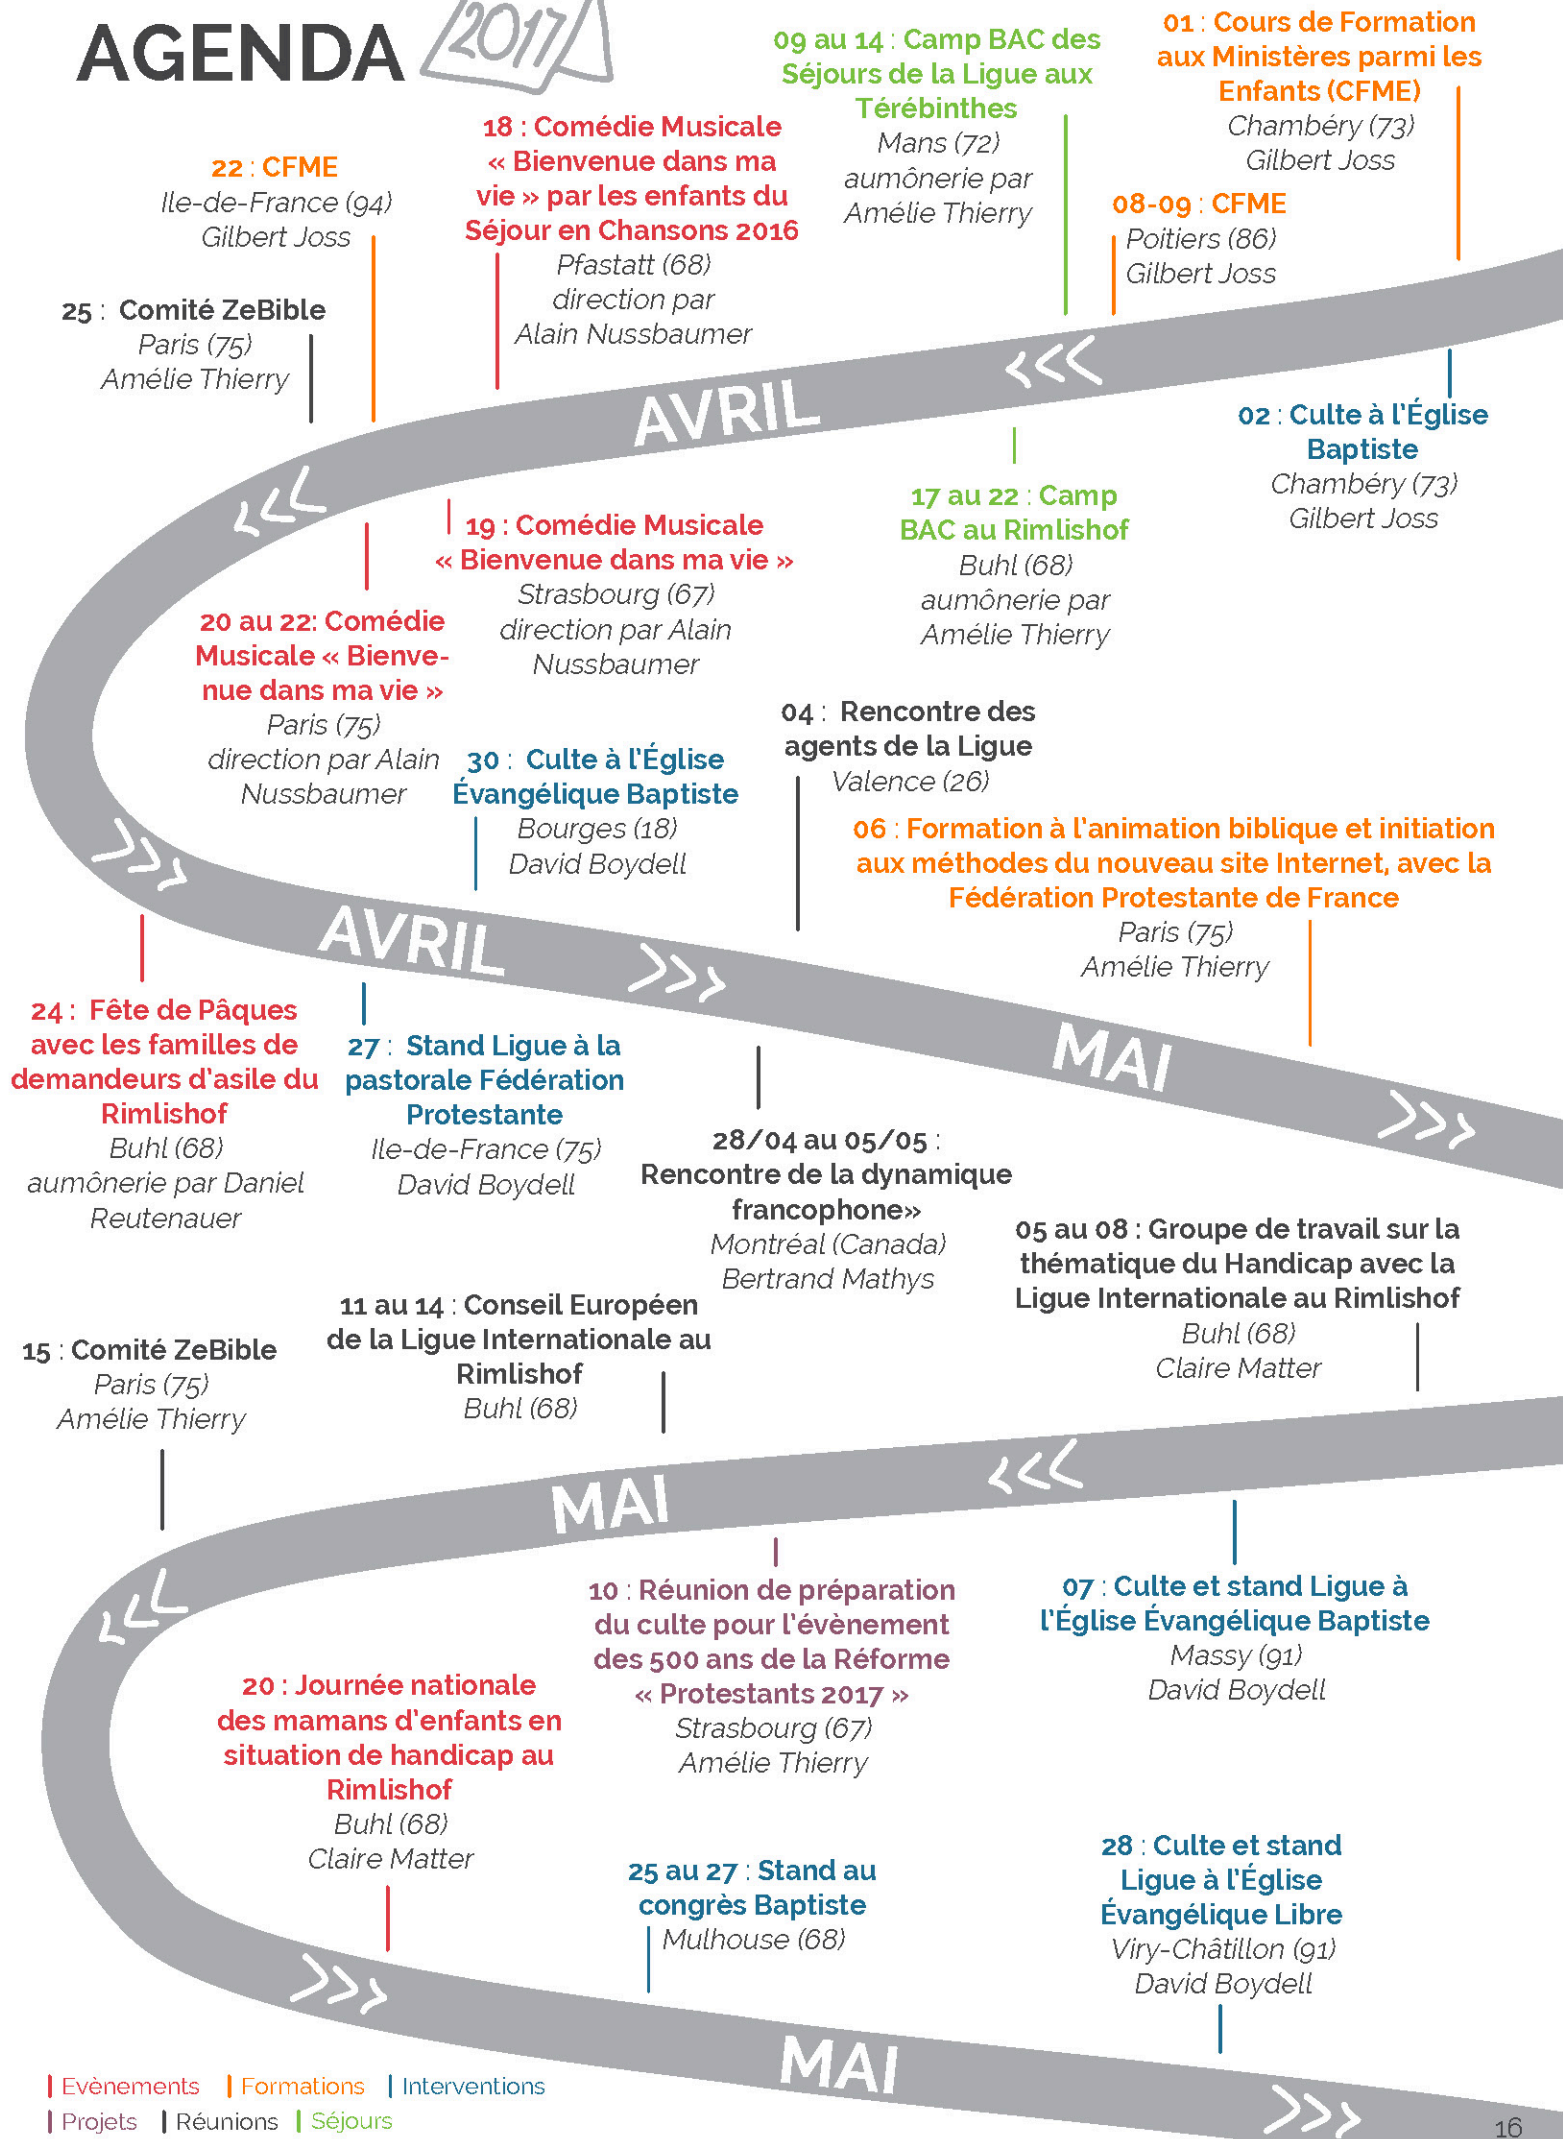 AGENDA
2017
01 : Cours de Formation
aux Ministères parmi les
Enfants (CFME)
Chambéry (73)
Gilbert Joss
09 au 14 : Camp BAC des
Séjours de la Ligue aux
Térébinthes
Mans (72)
aumônerie par
Amélie Thierry
08-09 : CFME
Poitiers (86)
Gilbert Joss
18 : Comédie Musicale
« Bienvenue dans ma
vie » par les enfants du
Séjour en Chansons 2016
Pfastatt (68)
direction par
Alain Nussbaumer
22 : CFME
Ile-de-France (94)
Gilbert Joss
25 : Comité ZeBible
Paris (75)
Amélie Thierry
<<<
AVRIL
<<<
02 : Culte à l'Église
Baptiste
Chambéry (73)
Gilbert Joss
17 au 22 : Camp
BAC au Rimlishof
Buhl (68)
aumônerie par
Amélie Thierry
19 : Comédie Musicale
« Bienvenue dans ma vie »
Strasbourg (67)
direction par Alain
Nussbaumer
20 au 22: Comédie
Musicale « Bienve-
nue dans ma vie »
Paris (75)
direction par Alain
Nussbaumer
30 : Culte à l'Église
Évangélique Baptiste
Bourges (18)
David Boydell
04 : Rencontre des
agents de la Ligue
Valence (26)
06 : Formation à l'animation biblique et initiation
aux méthodes du nouveau site Internet, avec la
Fédération Protestante de France
Paris (75)
Amélie Thierry
>>>
AVRIL
>>>
MAI
>>>
24 : Fête de Pâques
avec les familles de
demandeurs d'asile du
Rimlishof
Buhl (68)
aumônerie par Daniel
Reutenauer
27 : Stand Ligue à la
pastorale Fédération
Protestante
Ile-de-France (75)
David Boydell
28/04 au 05/05 :
Rencontre de la dynamique
francophone»
Montréal (Canada)
Bertrand Mathys
05 au 08 : Groupe de travail sur la
thématique du Handicap avec la
Ligue Internationale au Rimlishof
Buhl (68)
Claire Matter
11 au 14 : Conseil Européen
de la Ligue Internationale au
Rimlishof
Buhl (68)
15 : Comité ZeBible
Paris (75)
Amélie Thierry
<<<
MAI
<<<
07 : Culte et stand Ligue à
l'Église Évangélique Baptiste
Massy (91)
David Boydell
10 : Réunion de préparation
du culte pour l'évènement
des 500 ans de la Réforme
« Protestants 2017 »
Strasbourg (67)
Amélie Thierry
20 : Journée nationale
des mamans d'enfants en
situation de handicap au
Rimlishof
Buhl (68)
Claire Matter
25 au 27 : Stand au
congrès Baptiste
Mulhouse (68)
28 : Culte et stand
Ligue à l'Église
Évangélique Libre
Viry-Châtillon (91)
David Boydell
>>>
MAI
>>>
Evènements | Formations | Interventions
Projets | Réunions | Séjours
16